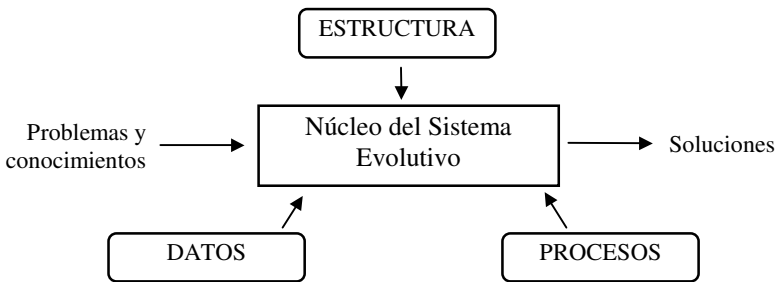 ESTRUCTURA
Problemas y
conocimientos
Núcleo del Sistema
Evolutivo
Soluciones
DATOS
PROCESOS